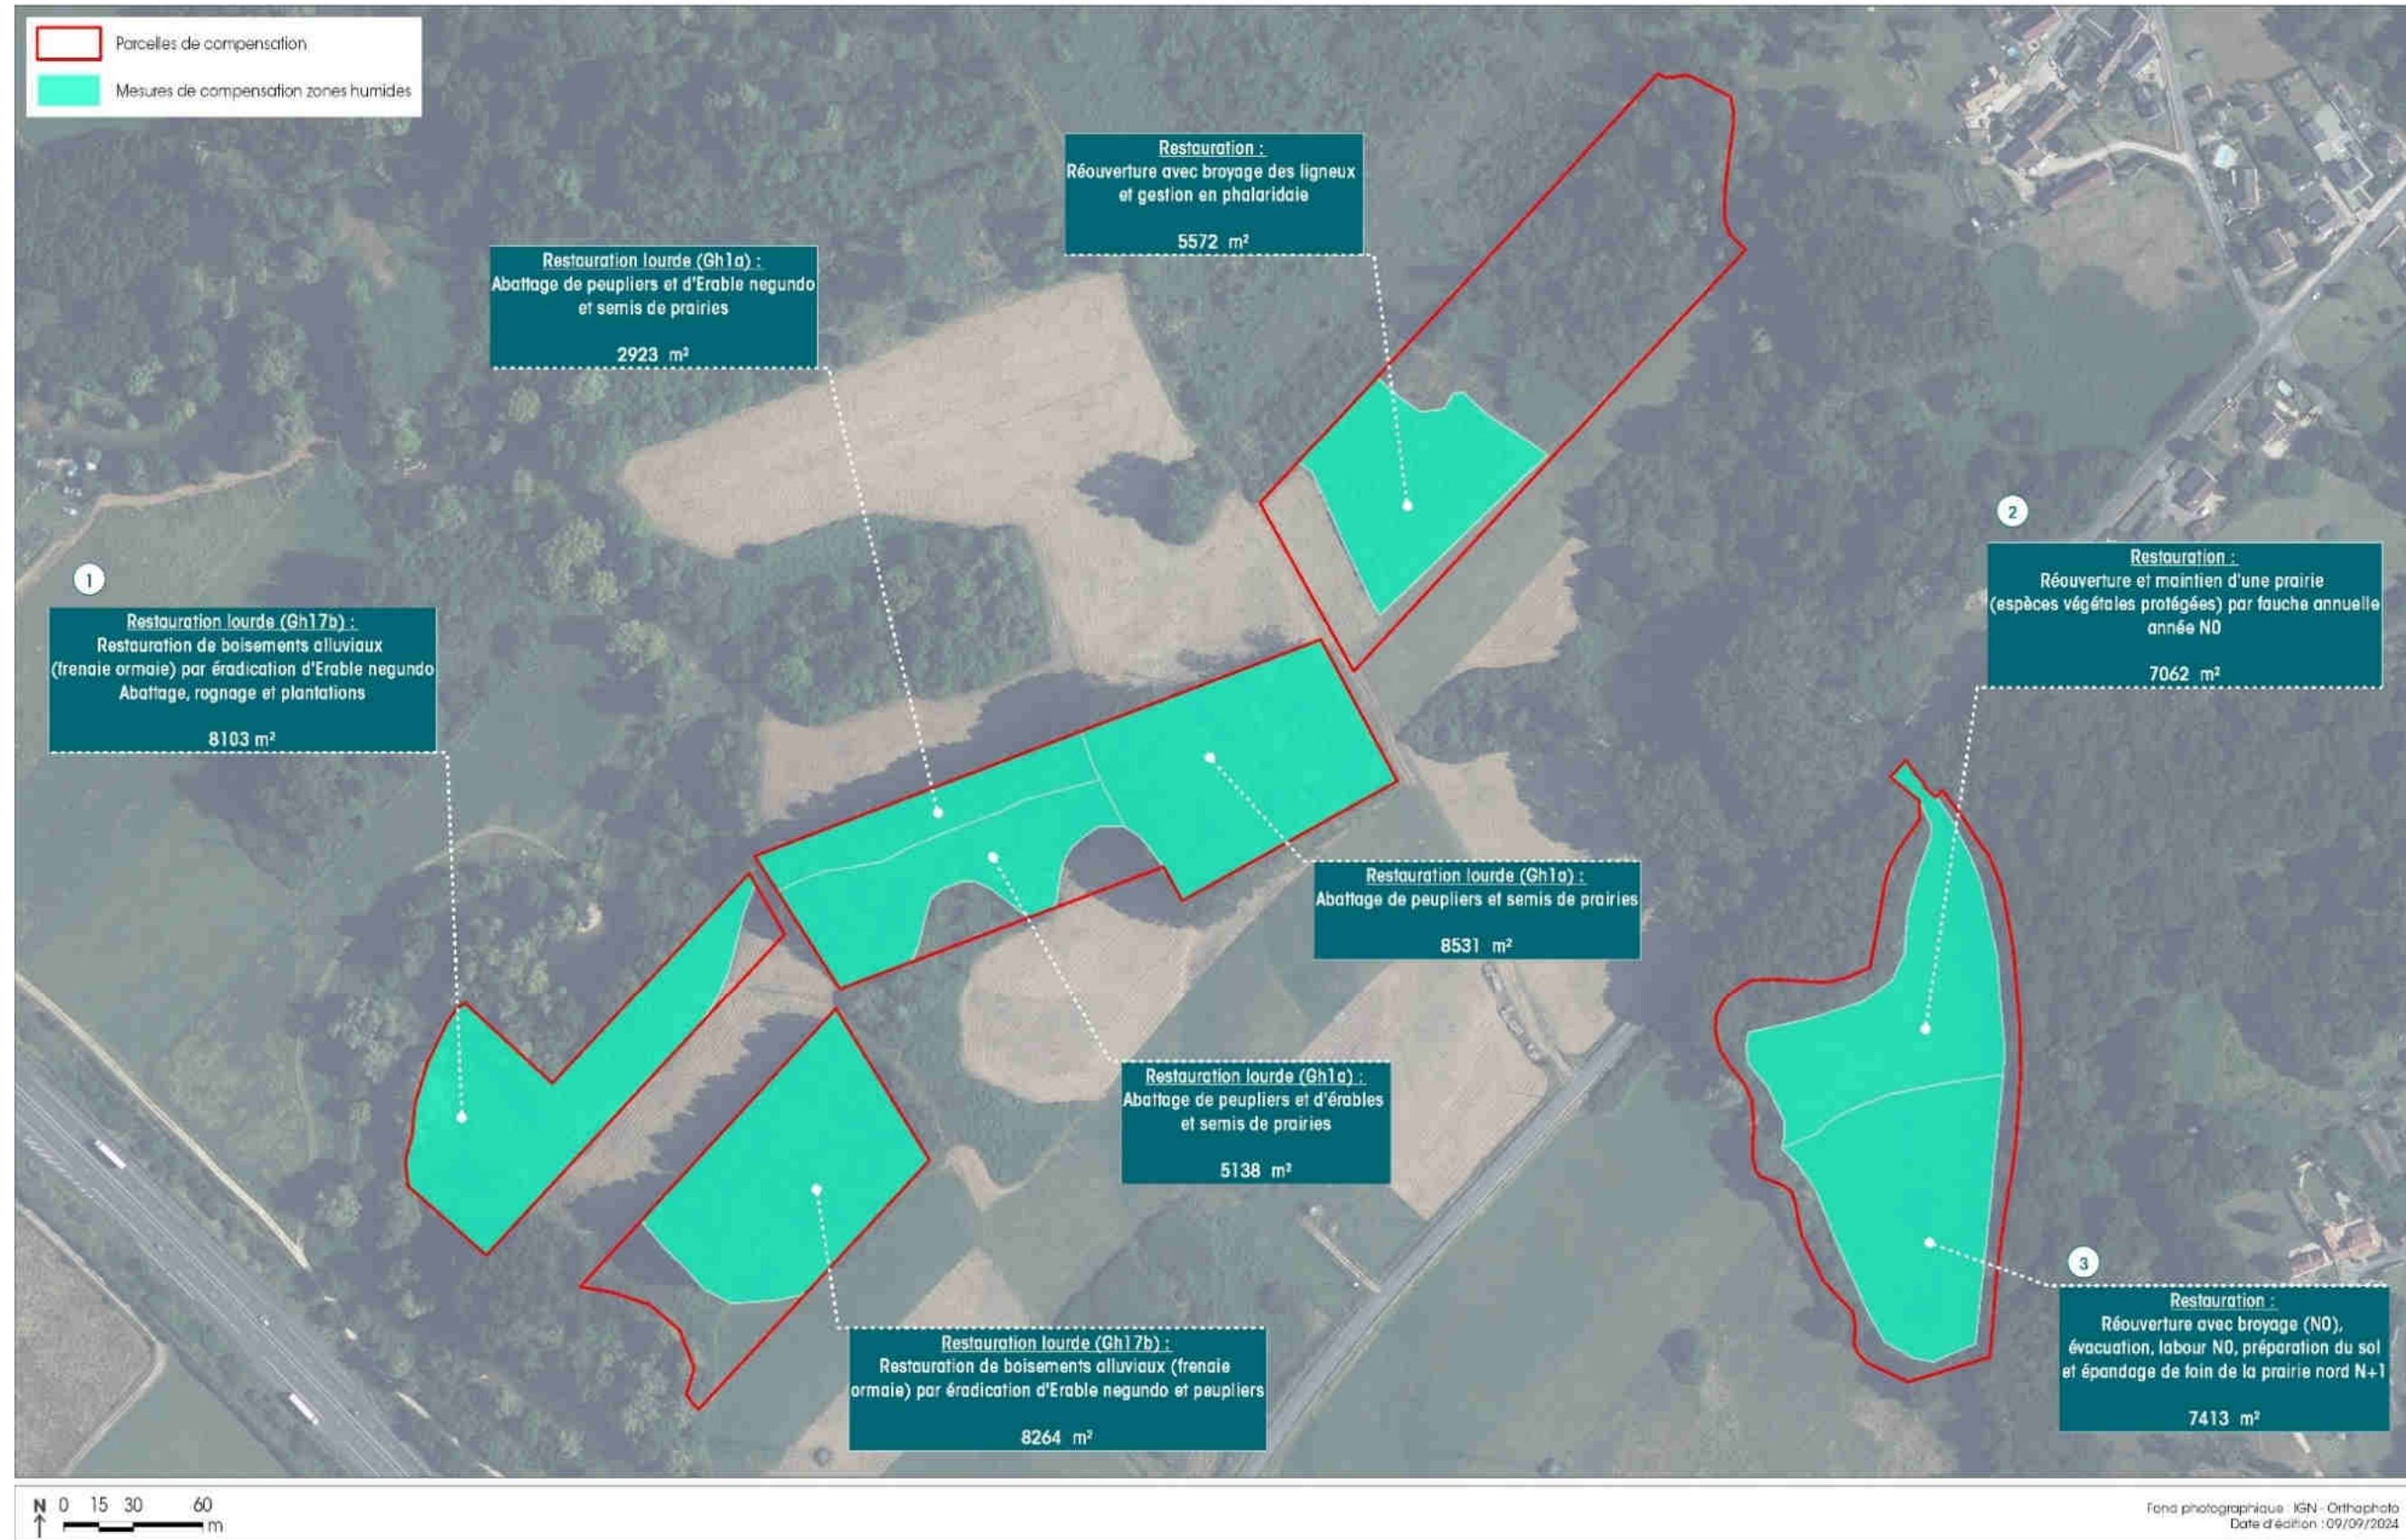 Parcelles de compensation
Mesures de compensation zones humides
Restauration :
Réouverture avec broyage des ligneux
et gestion en phalaridaie
5572 m²
Restauration lourde (Gh1a) :
Abattage de peupliers et d'Erable negundo
et semis de prairies
2923 m²
2
Restauration :
Réouverture et maintien d'une prairie
(espèces végétales protégées) par fauche annuelle
année N0
7062 m²
1
Restauration lourde (Gh17b) :
Restauration de boisements alluviaux
(frenaie ormaie) par éradication d'Erable negundo
Abattage, rognage et plantations
8103 m²
Restauration lourde (Gh1a) :
Abattage de peupliers et semis de prairies
8531 m²
Restauration lourde (Gh1a) :
Abattage de peupliers et d'érables
et semis de prairies
5138 m²
3
Restauration :
Réouverture avec broyage (N0),
évacuation, labour N0, préparation du sol
et épandage de foin de la prairie nord N+1
7413 m²
Restauration lourde (Gh17b) :
Restauration de boisements alluviaux (frenaie
ormaie) par éradication d'Erable negundo et peupliers
8264 m²
N 0 15 30 60
m
Fond photographique : IGN - Orthophoto
Date d'édition : 09/09/2024